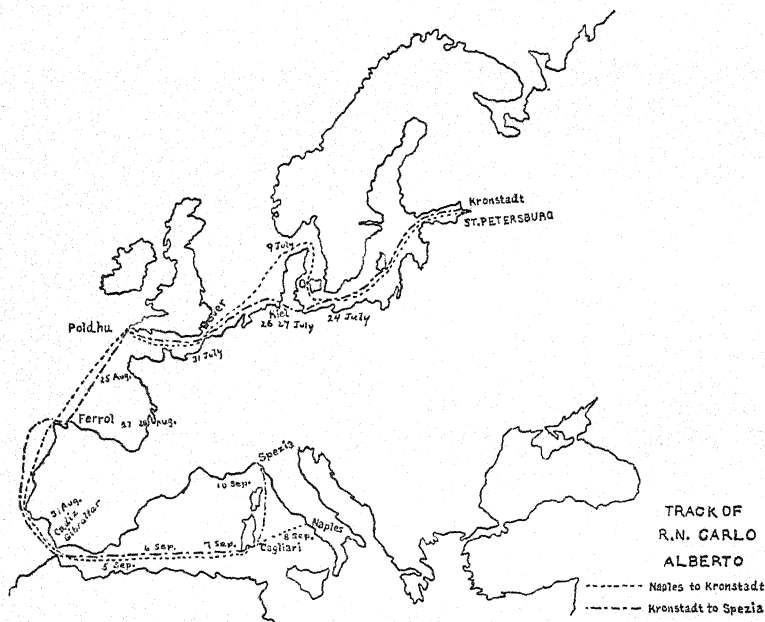 Kronstadt
ST. PETERSBURG
9 July
Dover
Kiel
26 27 July
24 July
Poldhu
31 July
25 Aug.
Ferrol
27 28 Aug.
Spezia
10 Sep.
31 Aug.
Cadiz
Gibraltar
Naples
8 Sep.
6 Sep.
7 Sep.
Cagliari
5 Sep.
TRACK OF
R.N. CARLO
ALBERTO
Naples to Kronstadt
Kronstadt to Spezia